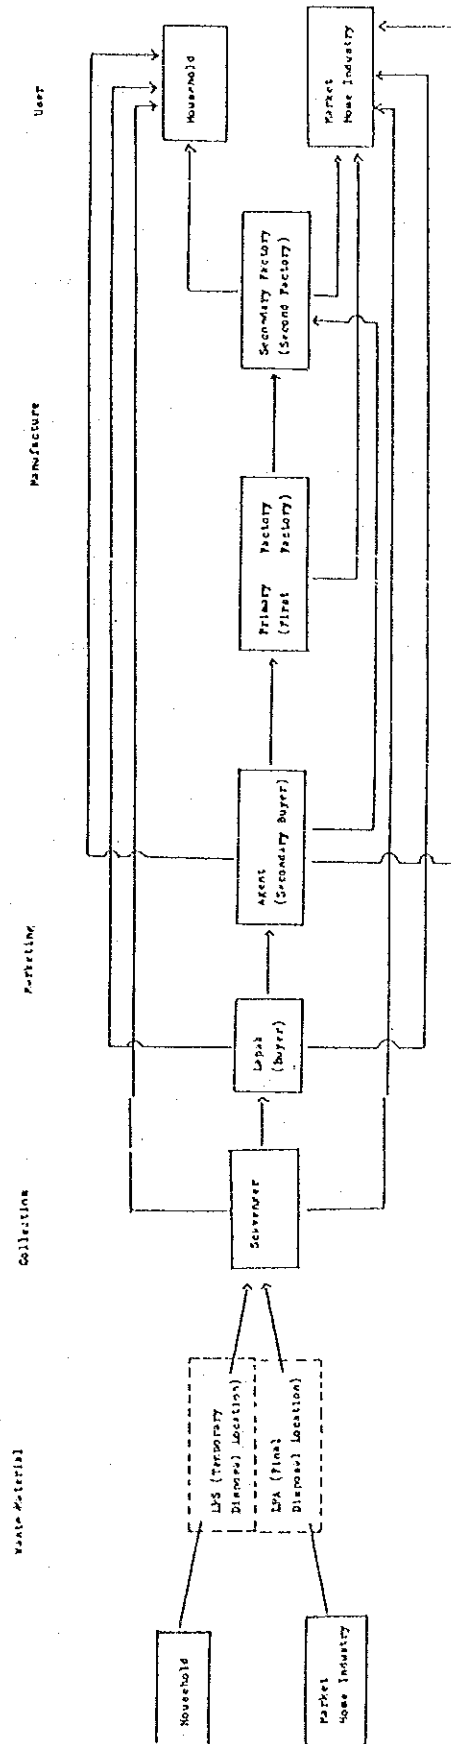 Waste Material
Collection
Marketing
Manufacture
User
Household
Market
Home Industry
LPS (Temporary
Disposal Location)
LPA (Final
Disposal Location)
Scavenger
Lapak
(Buyer)
Agent
(Secondary Buyer)
Primary Factory
(First Factory)
Secondary Factory
(Second Factory)
Household
Market
Home Industry